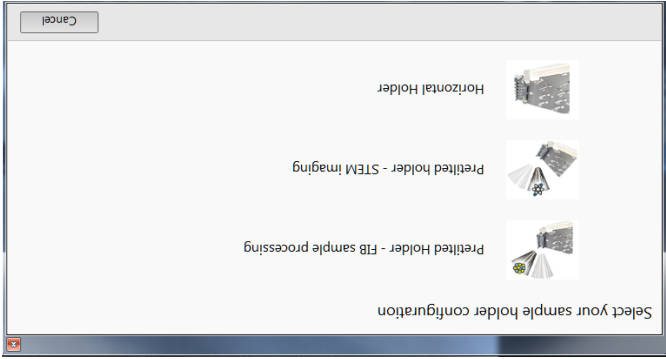 Select your sample holder configuration
Pretilted Holder - FIB sample processing
Pretilted holder - STEM imaging
Horizontal Holder
Cancel